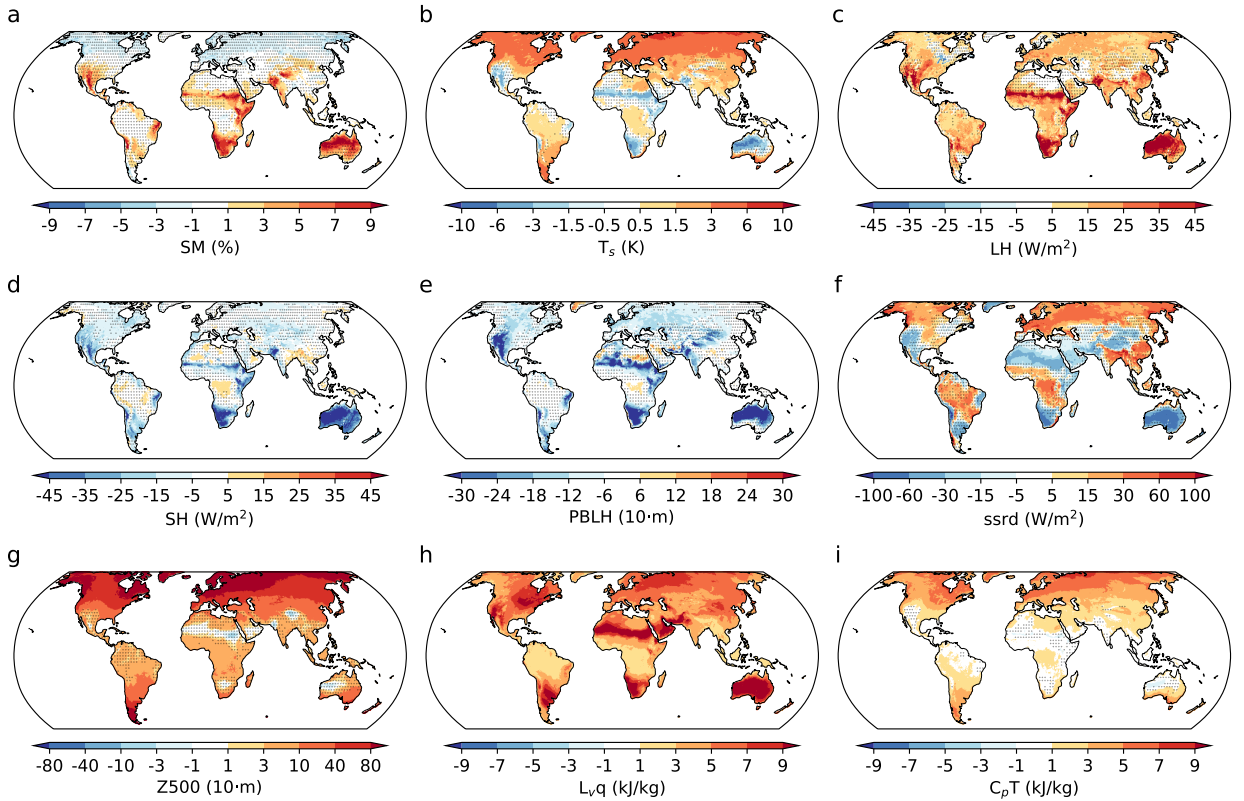 a b c
-9 -7 -5 -3 -1 1 3 5 7 9
SM (%)
-10 -6 -3 -1.5 -0.5 0.5 1.5 3 6 10
Tₛ (K)
-45 -35 -25 -15 -5 5 15 25 35 45
LH (W/m²)
d e f
-45 -35 -25 -15 -5 5 15 25 35 45
SH (W/m²)
-30 -24 -18 -12 -6 6 12 18 24 30
PBLH (10·m)
-100 -60 -30 -15 -5 5 15 30 60 100
ssrd (W/m²)
g h i
-80 -40 -10 -3 -1 1 3 10 40 80
Z500 (10·m)
-9 -7 -5 -3 -1 1 3 5 7 9
Lᵥq (kJ/kg)
-9 -7 -5 -3 -1 1 3 5 7 9
CₚT (kJ/kg)